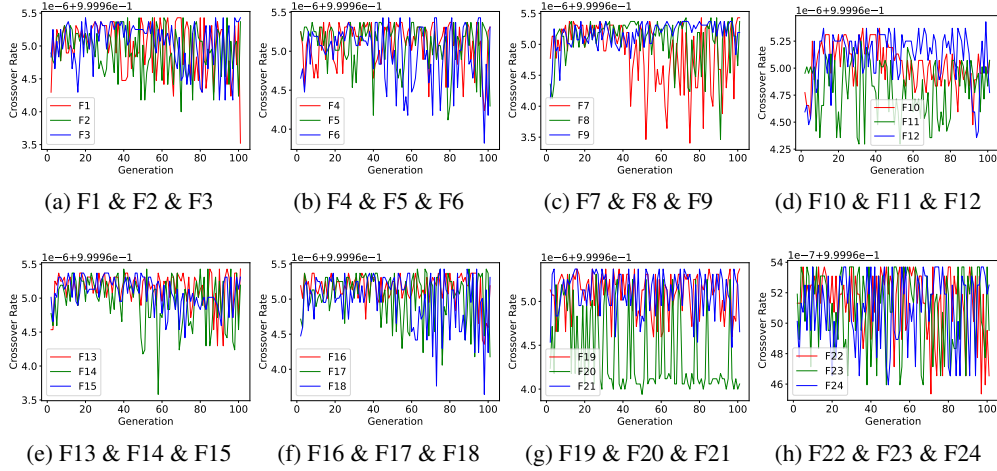 1e−6+9.9996e−1 1e−6+9.9996e−1 1e−6+9.9996e−1 1e−6+9.9996e−1
Crossover Rate Crossover Rate Crossover Rate Crossover Rate
5.5 5.0 4.5 4.0 3.5
F1
F2
F3
0 20 40 60 80 100
Generation
5.5 5.0 4.5 4.0
F4
F5
F6
0 20 40 60 80 100
Generation
5.5 5.0 4.5 4.0 3.5
F7
F8
F9
0 20 40 60 80 100
Generation
5.25 5.00 4.75 4.50 4.25
F10
F11
F12
0 20 40 60 80 100
Generation
(a) F1 & F2 & F3 (b) F4 & F5 & F6 (c) F7 & F8 & F9 (d) F10 & F11 & F12
1e−6+9.9996e−1 1e−6+9.9996e−1 1e−6+9.9996e−1 1e−7+9.9996e−1
Crossover Rate Crossover Rate Crossover Rate Crossover Rate
5.5 5.0 4.5 4.0 3.5
F13
F14
F15
0 20 40 60 80 100
Generation
5.5 5.0 4.5 4.0 3.5
F16
F17
F18
0 20 40 60 80 100
Generation
5.0 4.5 4.0
F19
F20
F21
0 20 40 60 80 100
Generation
54 52 50 48 46
F22
F23
F24
0 20 40 60 80 100
Generation
(e) F13 & F14 & F15 (f) F16 & F17 & F18 (g) F19 & F20 & F21 (h) F22 & F23 & F24